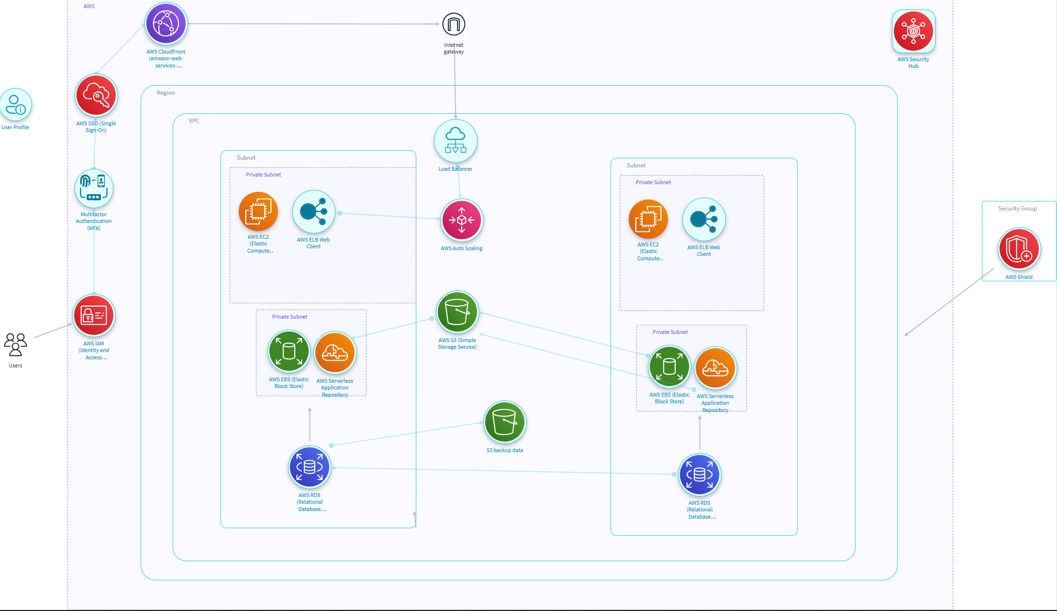 AWS
AWS CloudFront
(amazon-web-
services-...
Internet
gateway
AWS Security
Hub
Region
User Profile
AWS SSO (Single
Sign-On)
VPC
Load Balancer
Subnet
Private Subnet
AWS EC2
(Elastic
Compute..
AWS ELB Web
Client
AWS Auto Scaling
Subnet
Private Subnet
AWS EC2
(Elastic
Compute..
AWS ELB Web
Client
Multifactor
Authentication
(MFA)
Security Group
AWS Shield
Users
AWS IAM
(Identity and
Access...
Private Subnet
AWS EBS (Elastic
Block Store)
AWS Serverless
Application
Repository
AWS S3 (Simple
Storage Service)
Private Subnet
AWS EBS (Elastic
Block Store)
AWS Serverless
Application
Repository
S3 backup data
AWS RDS
(Relational
Database...
AWS RDS
(Relational
Database...